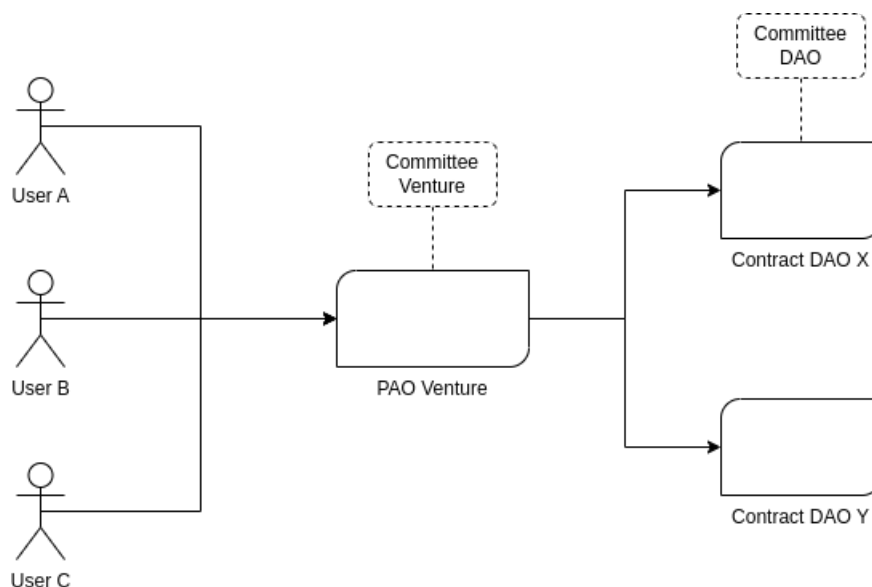 Committee
DAO
User A
Committee
Venture
Contract DAO X
User B
PAO Venture
Contract DAO Y
User C